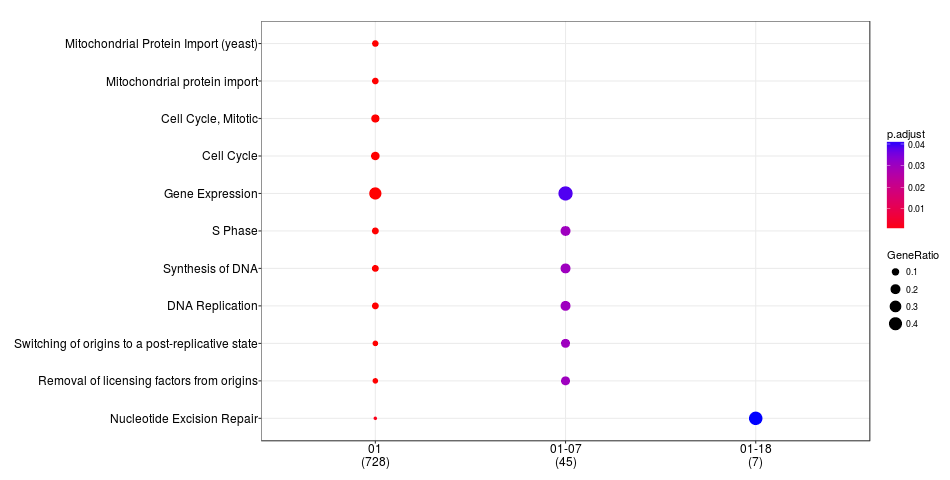 Mitochondrial Protein Import (yeast)
Mitochondrial protein import
Cell Cycle, Mitotic
Cell Cycle
Gene Expression
S Phase
Synthesis of DNA
DNA Replication
Switching of origins to a post-replicative state
Removal of licensing factors from origins
Nucleotide Excision Repair
01
(728)
01-07
(45)
01-18
(7)
p.adjust
0.04
0.03
0.02
0.01
GeneRatio
0.1
0.2
0.3
0.4